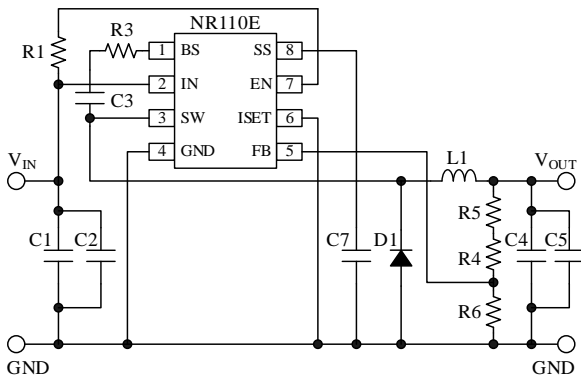 NR110E
R1
R3
1 BS SS 8
2 IN EN 7
C3
3 SW ISET 6
4 GND FB 5
VIN
L1
VOUT
R5
C1 C2 C7 D1 R4 C4 C5
R6
GND GND